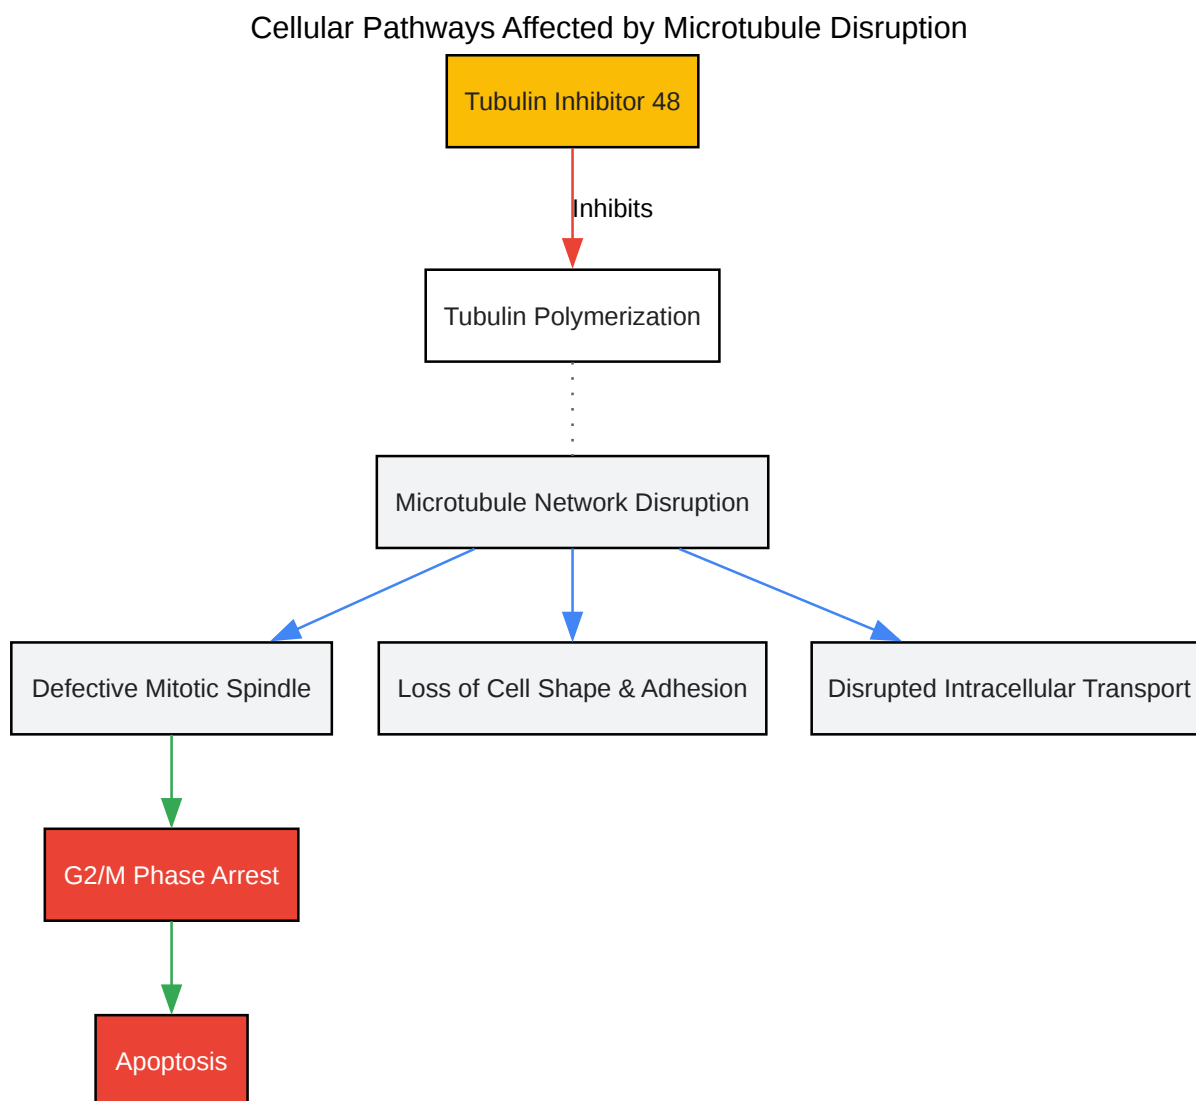 Cellular Pathways Affected by Microtubule Disruption
Tubulin Inhibitor 48
Inhibits
Tubulin Polymerization
Microtubule Network Disruption
Defective Mitotic Spindle
Loss of Cell Shape & Adhesion
Disrupted Intracellular Transport
G2/M Phase Arrest
Apoptosis